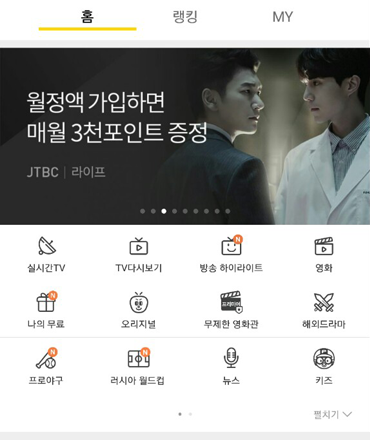 홈 랭킹 MY
월정액 가입하면
매월 3천포인트 증정
JTBC | 라이프
N
실시간TV TV다시보기 방송 하이라이트 영화
N 프리미어
나의 무료 오리지널 무제한 영화관 해외드라마
N N
프로야구 러시아 월드컵 뉴스 키즈
펼치기